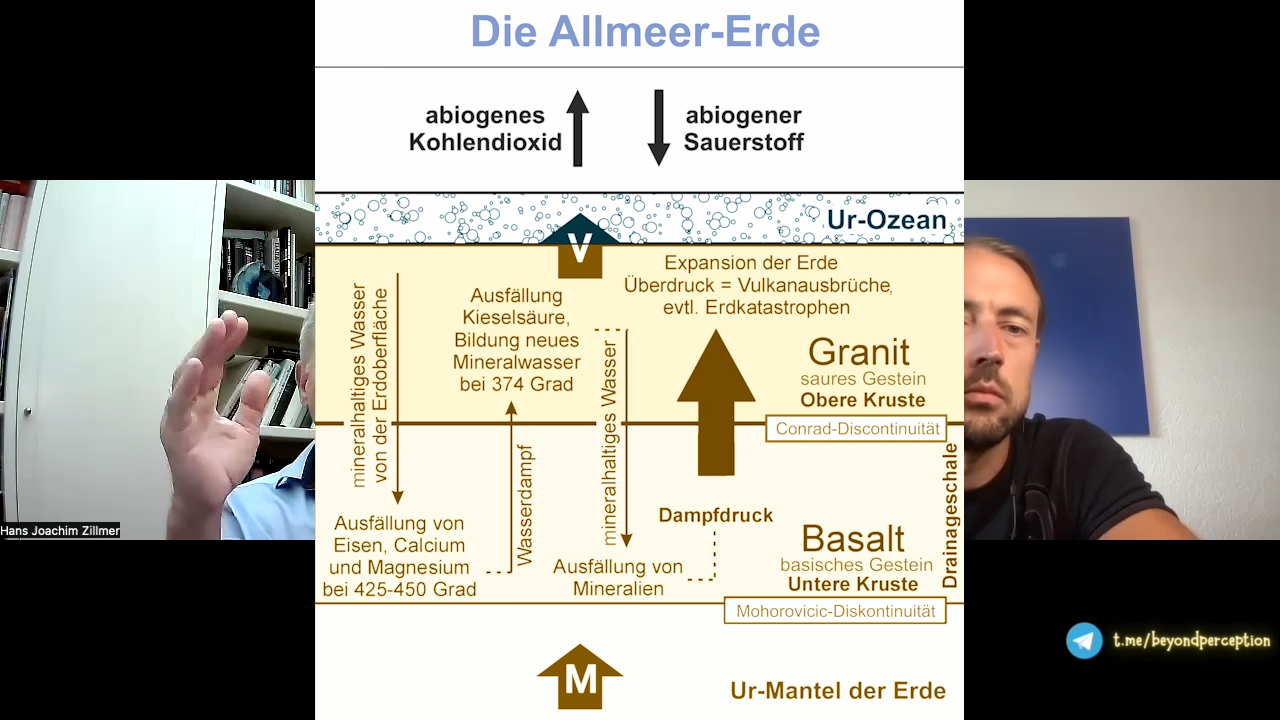 Die Allmeer-Erde
abiogenes
Kohlendioxid
abiogener
Sauerstoff
Ur-Ozean
V
Expansion der Erde
Überdruck = Vulkanausbrüche,
evtl. Erdkatastrophen
mineralhaltiges Wasser
von der Erdoberfläche
Ausfällung
Kieselsäure,
Bildung neues
Mineralwasser
bei 374 Grad
mineralhaltiges Wasser
Granit
saures Gestein
Obere Kruste
Conrad-Discontinuität
Wasserdampf
Drainageschale
Ausfällung von
Eisen, Calcium
und Magnesium
bei 425-450 Grad
Dampfdruck
Ausfällung von
Mineralien
Basalt
basisches Gestein
Untere Kruste
Mohorovicic-Diskontinuität
M
Ur-Mantel der Erde
Hans Joachim Zillmer
t.me/beyondperception